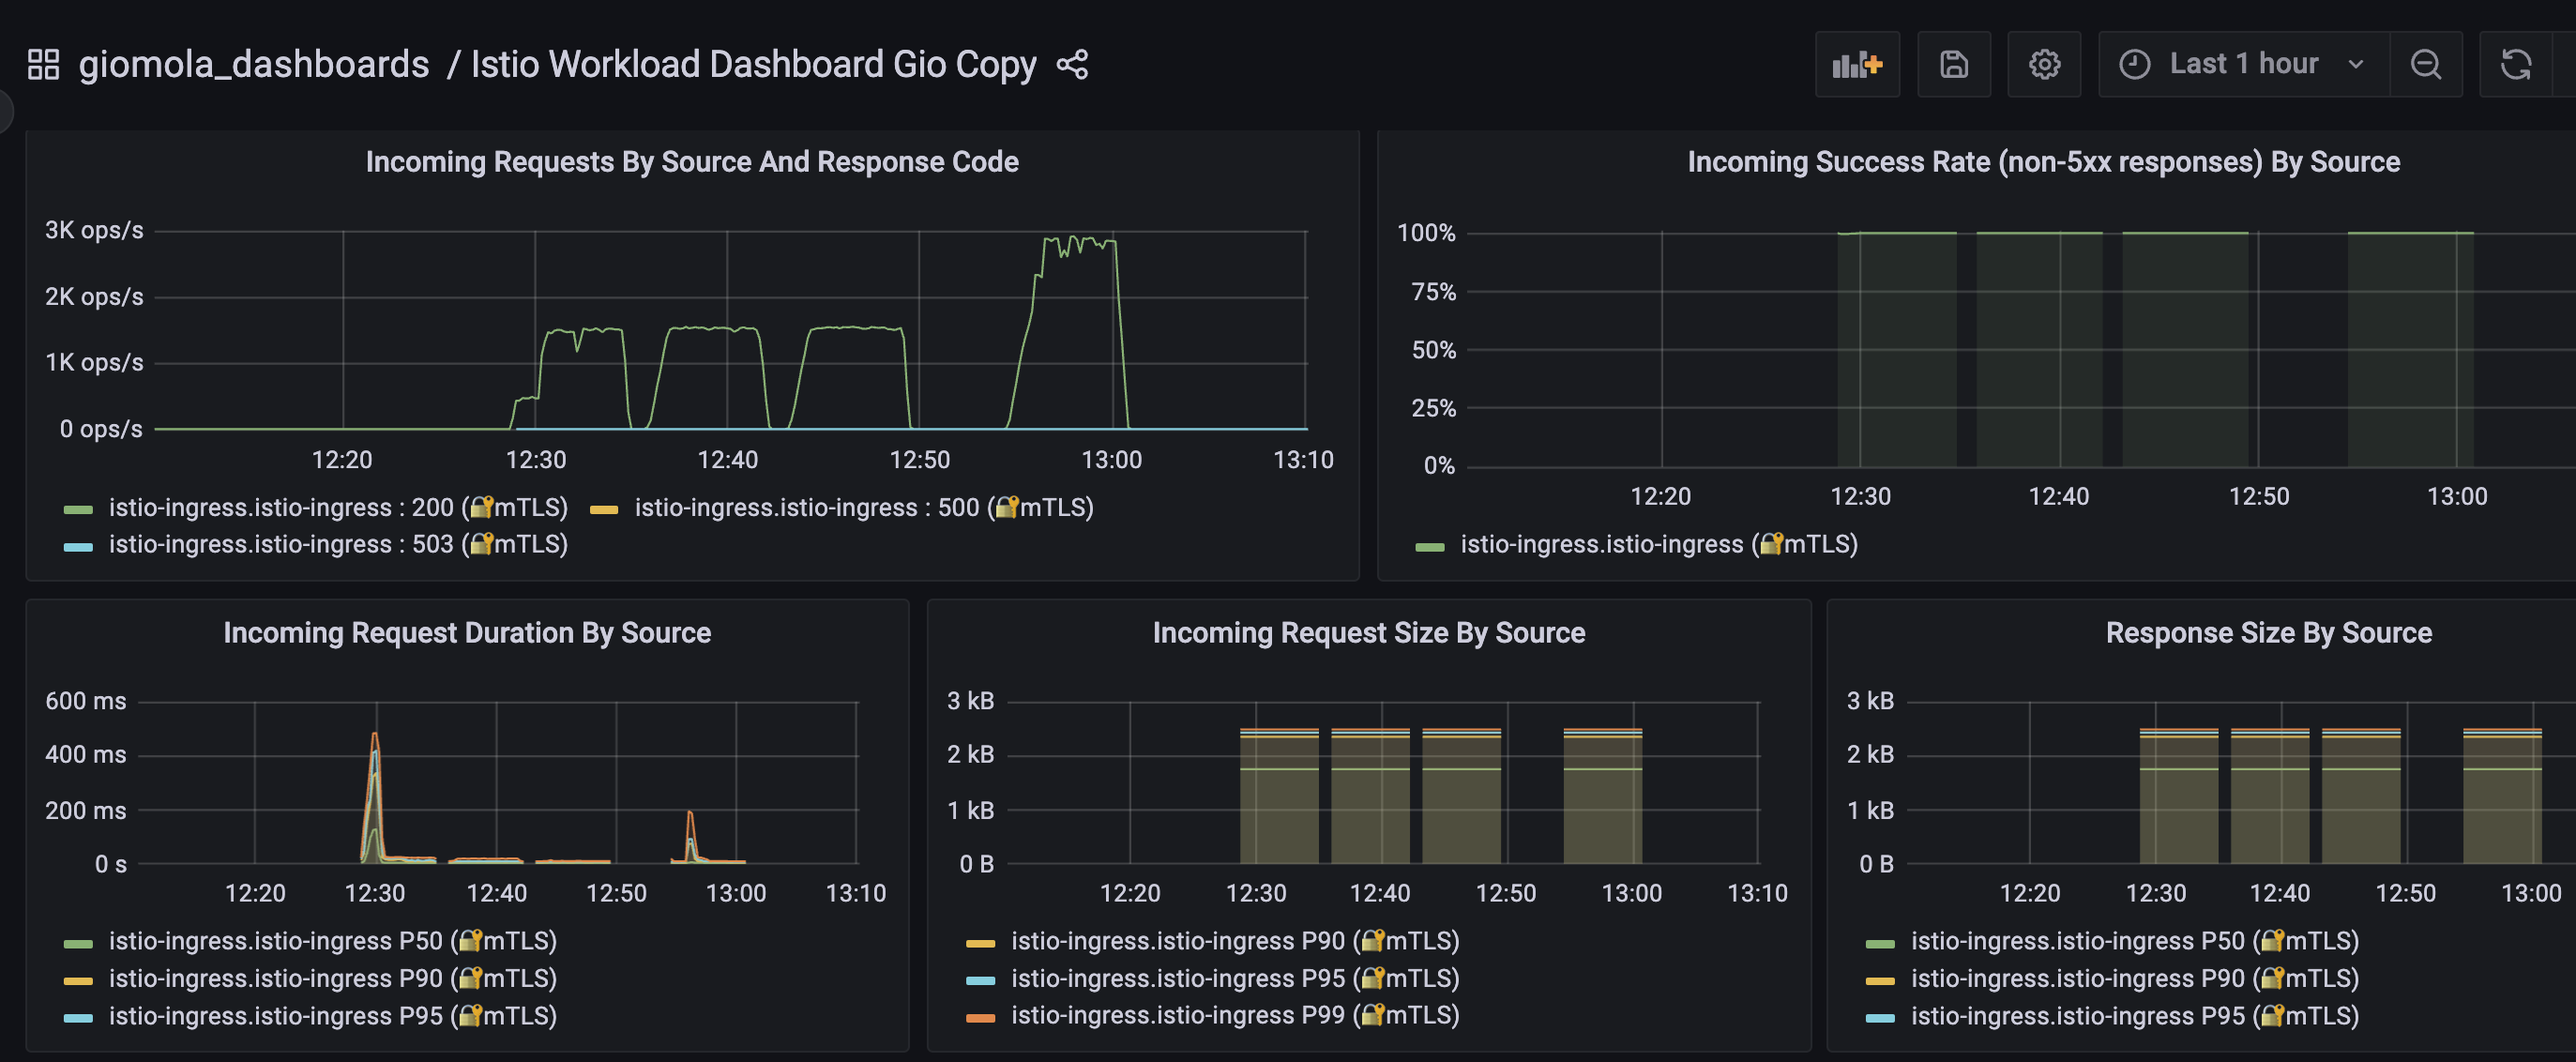 giomola_dashboards / Istio Workload Dashboard Gio Copy
Last 1 hour
Incoming Requests By Source And Response Code
3K ops/s
2K ops/s
1K ops/s
0 ops/s
12:20 12:30 12:40 12:50 13:00 13:10
istio-ingress.istio-ingress : 200 (🔐mTLS) istio-ingress.istio-ingress : 500 (🔐mTLS)
istio-ingress.istio-ingress : 503 (🔐mTLS)
Incoming Success Rate (non-5xx responses) By Source
100%
75%
50%
25%
0%
12:20 12:30 12:40 12:50 13:00
istio-ingress.istio-ingress (🔐mTLS)
Incoming Request Duration By Source
600 ms
400 ms
200 ms
0 s
12:20 12:30 12:40 12:50 13:00 13:10
istio-ingress.istio-ingress P50 (🔐mTLS)
istio-ingress.istio-ingress P90 (🔐mTLS)
istio-ingress.istio-ingress P95 (🔐mTLS)
Incoming Request Size By Source
3 kB
2 kB
1 kB
0 B
12:20 12:30 12:40 12:50 13:00 13:10
istio-ingress.istio-ingress P90 (🔐mTLS)
istio-ingress.istio-ingress P95 (🔐mTLS)
istio-ingress.istio-ingress P99 (🔐mTLS)
Response Size By Source
3 kB
2 kB
1 kB
0 B
12:20 12:30 12:40 12:50 13:00
istio-ingress.istio-ingress P50 (🔐mTLS)
istio-ingress.istio-ingress P90 (🔐mTLS)
istio-ingress.istio-ingress P95 (🔐mTLS)